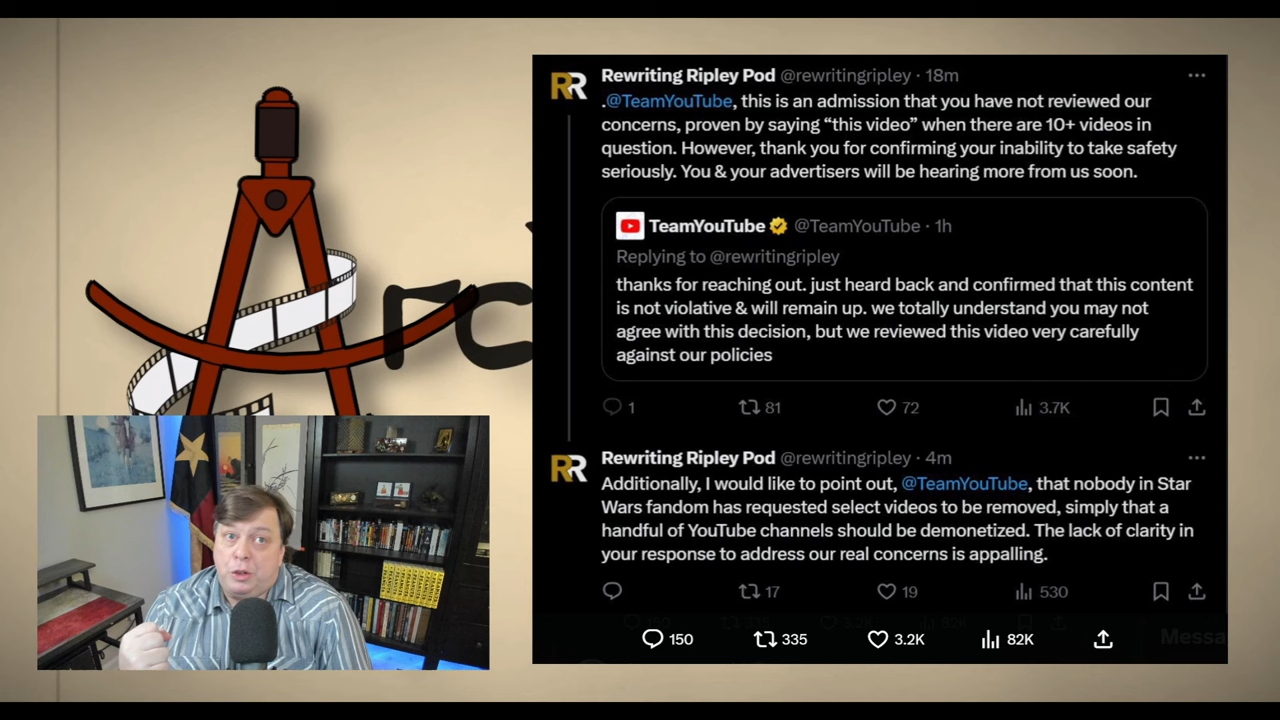 Rewriting Ripley Pod @rewritingripley · 18m
.@TeamYouTube, this is an admission that you have not reviewed our
concerns, proven by saying “this video” when there are 10+ videos in
question. However, thank you for confirming your inability to take safety
seriously. You & your advertisers will be hearing more from us soon.
TeamYouTube @TeamYouTube · 1h
Replying to @rewritingripley
thanks for reaching out. just heard back and confirmed that this content
is not violative & will remain up. we totally understand you may not
agree with this decision, but we reviewed this video very carefully
against our policies
1 81 72 3.7K
Rewriting Ripley Pod @rewritingripley · 4m
Additionally, I would like to point out, @TeamYouTube, that nobody in Star
Wars fandom has requested select videos to be removed, simply that a
handful of YouTube channels should be demonetized. The lack of clarity in
your response to address our real concerns is appalling.
17 19 530
150 335 3.2K 82K
RR
RR